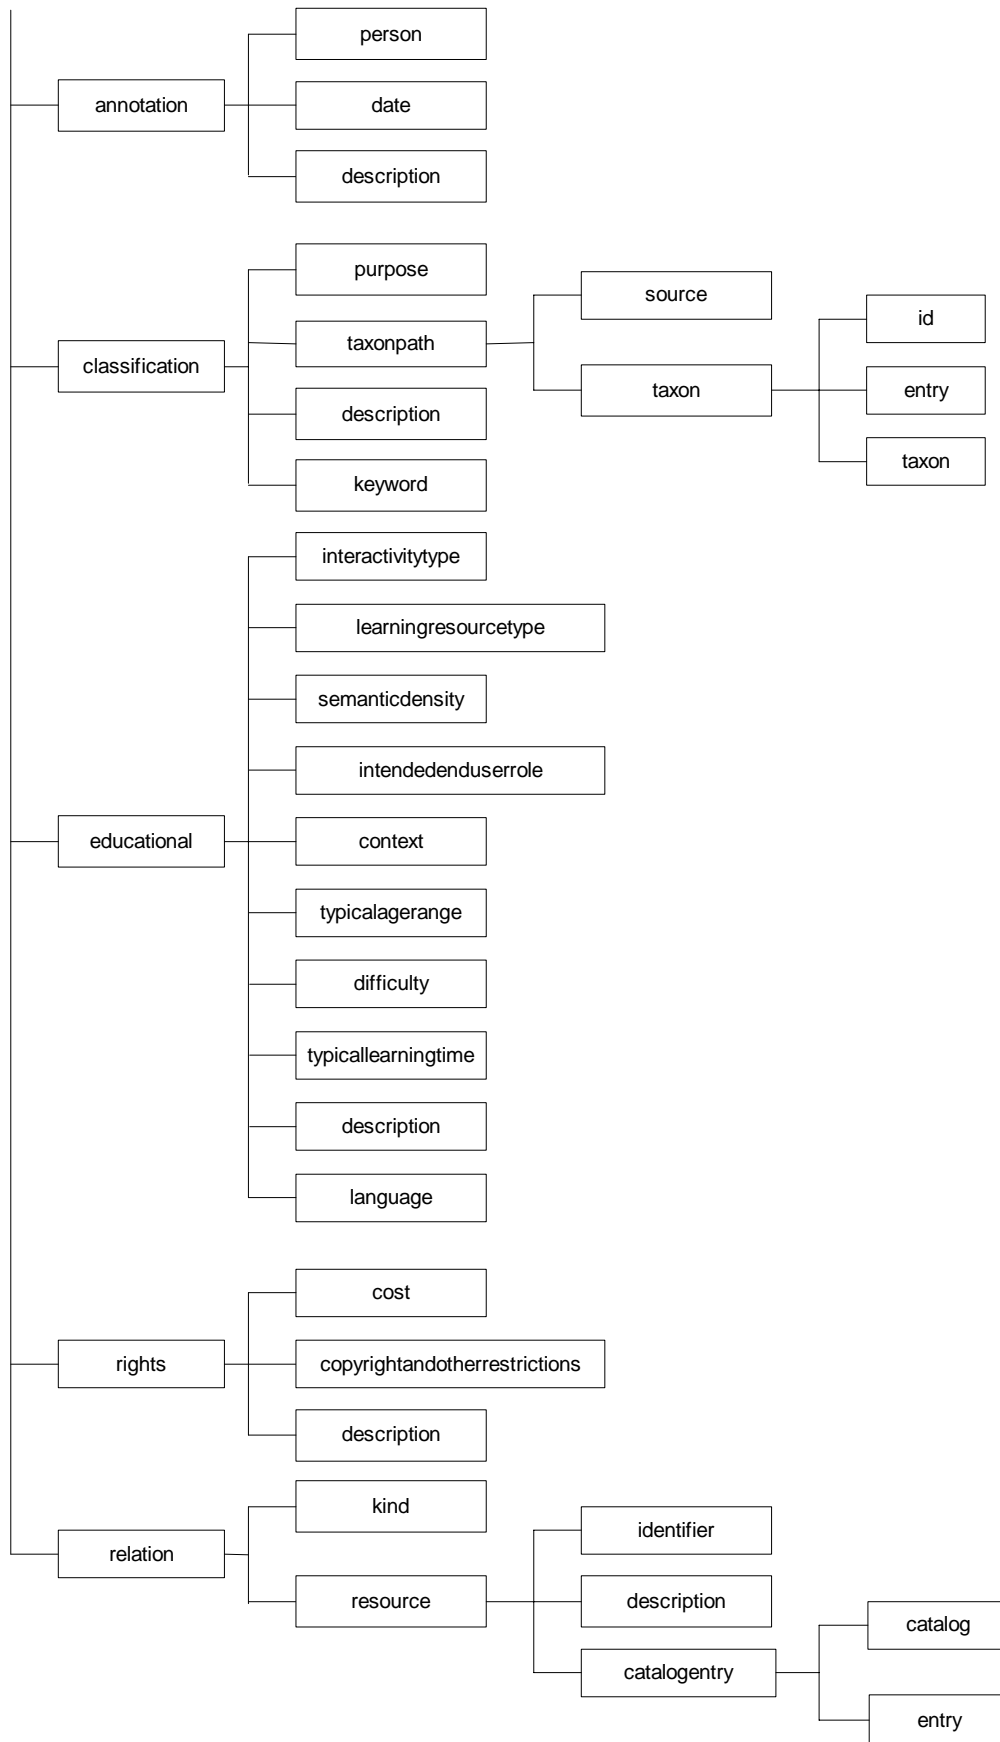 annotation
person
date
description
classification
purpose
taxonpath
source
taxon
id
entry
taxon
description
keyword
educational
interactivitytype
learningresourcetype
semanticdensity
intendedenduserrole
context
typicalagerange
difficulty
typicallearningtime
description
language
rights
cost
copyrightandotherrestrictions
description
relation
kind
resource
identifier
description
catalogentry
catalog
entry